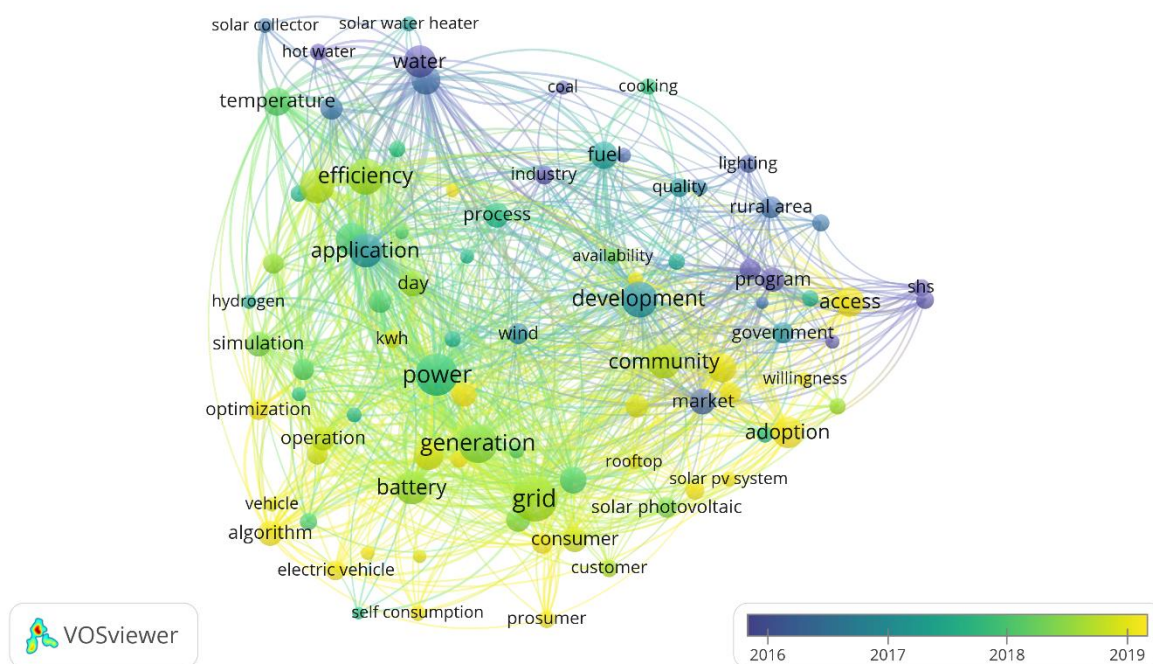 solar collector
solar water heater
hot water
water
coal
cooking
temperature
fuel
lighting
efficiency
industry
quality
rural area
process
application
availability
day
program
shs
hydrogen
development
access
simulation
kwh
wind
government
power
community
willingness
optimization
market
operation
generation
adoption
rooftop
battery
solar pv system
grid
solar photovoltaic
vehicle
algorithm
consumer
electric vehicle
customer
self consumption
prosumer
VOSviewer
2016 2017 2018 2019